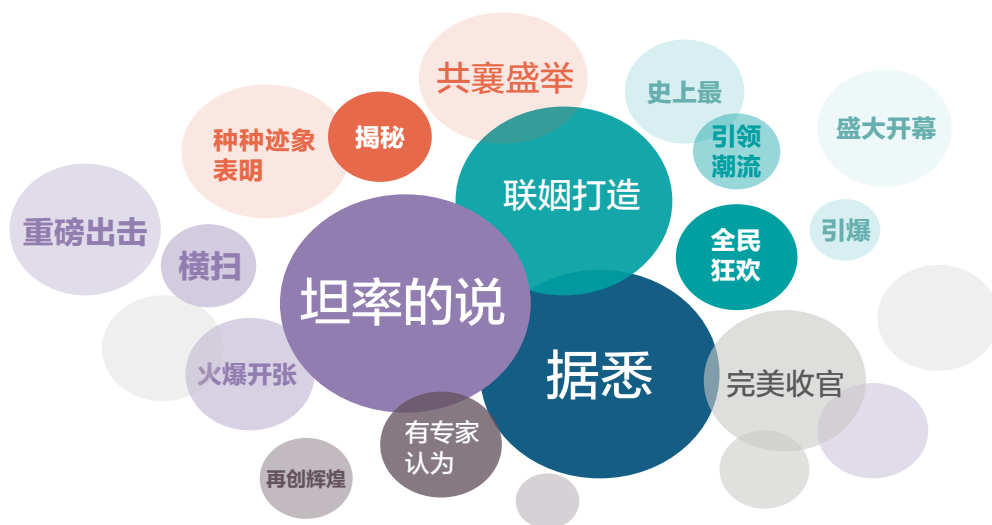 共襄盛举
史上最
盛大开幕
种种迹象
表明
揭秘
引领
潮流
联姻打造
重磅出击
横扫
全民
狂欢
引爆
坦率的说
火爆开张
据悉
完美收官
有专家
认为
再创辉煌